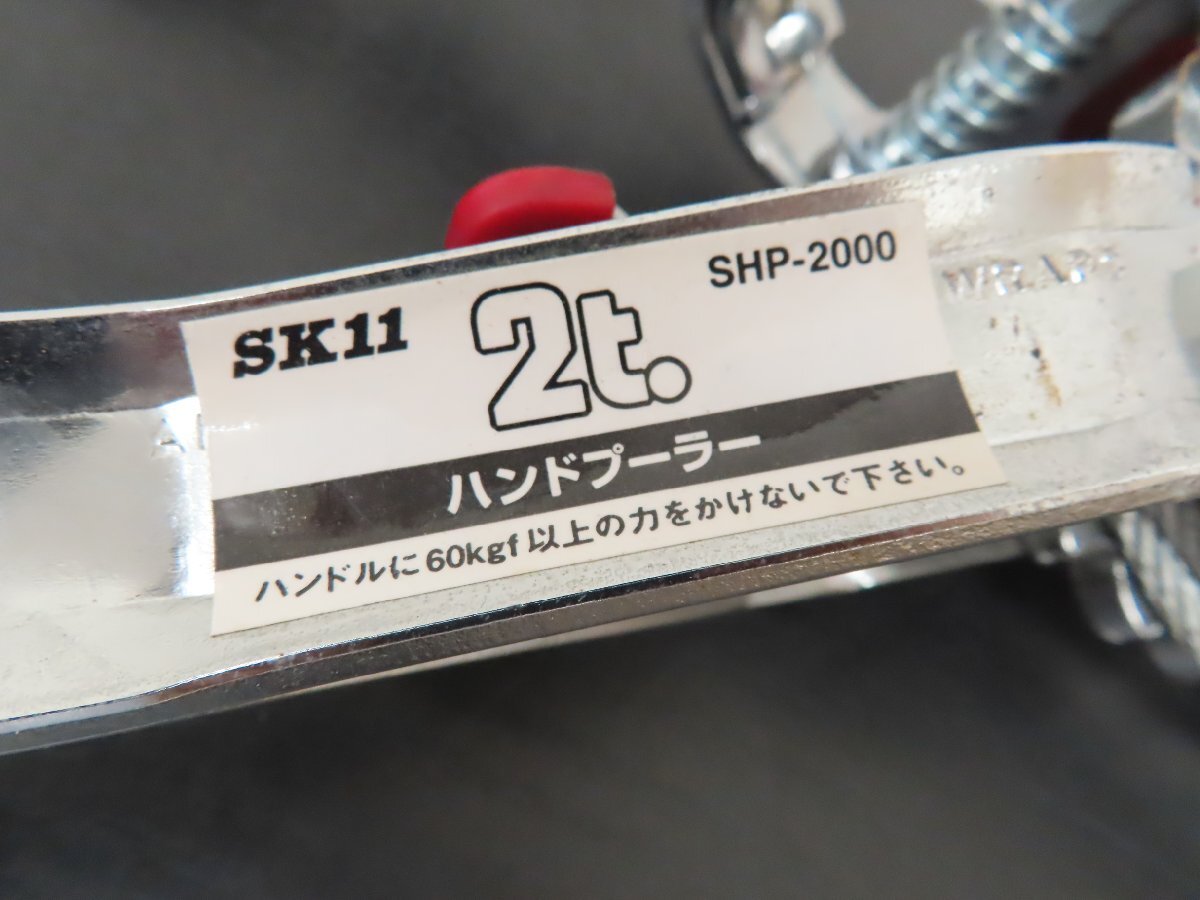 SK11 2t. SHP-2000
ハンドプーラー
ハンドルに60kgf以上の力をかけないで下さい。